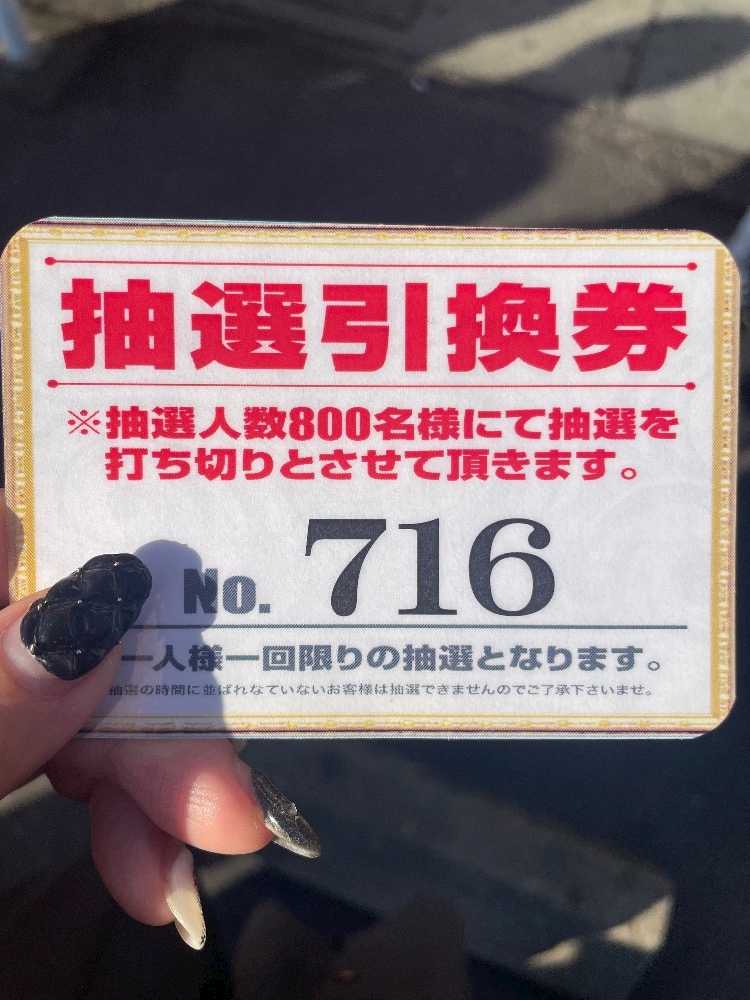 抽選引換券
※抽選人数800名様にて抽選を
打ち切りとさせて頂きます。
No. 716
一人様一回限りの抽選となります。
抽選の時間に並ばれなていないお客様は抽選できませんのでご了承下さいませ。